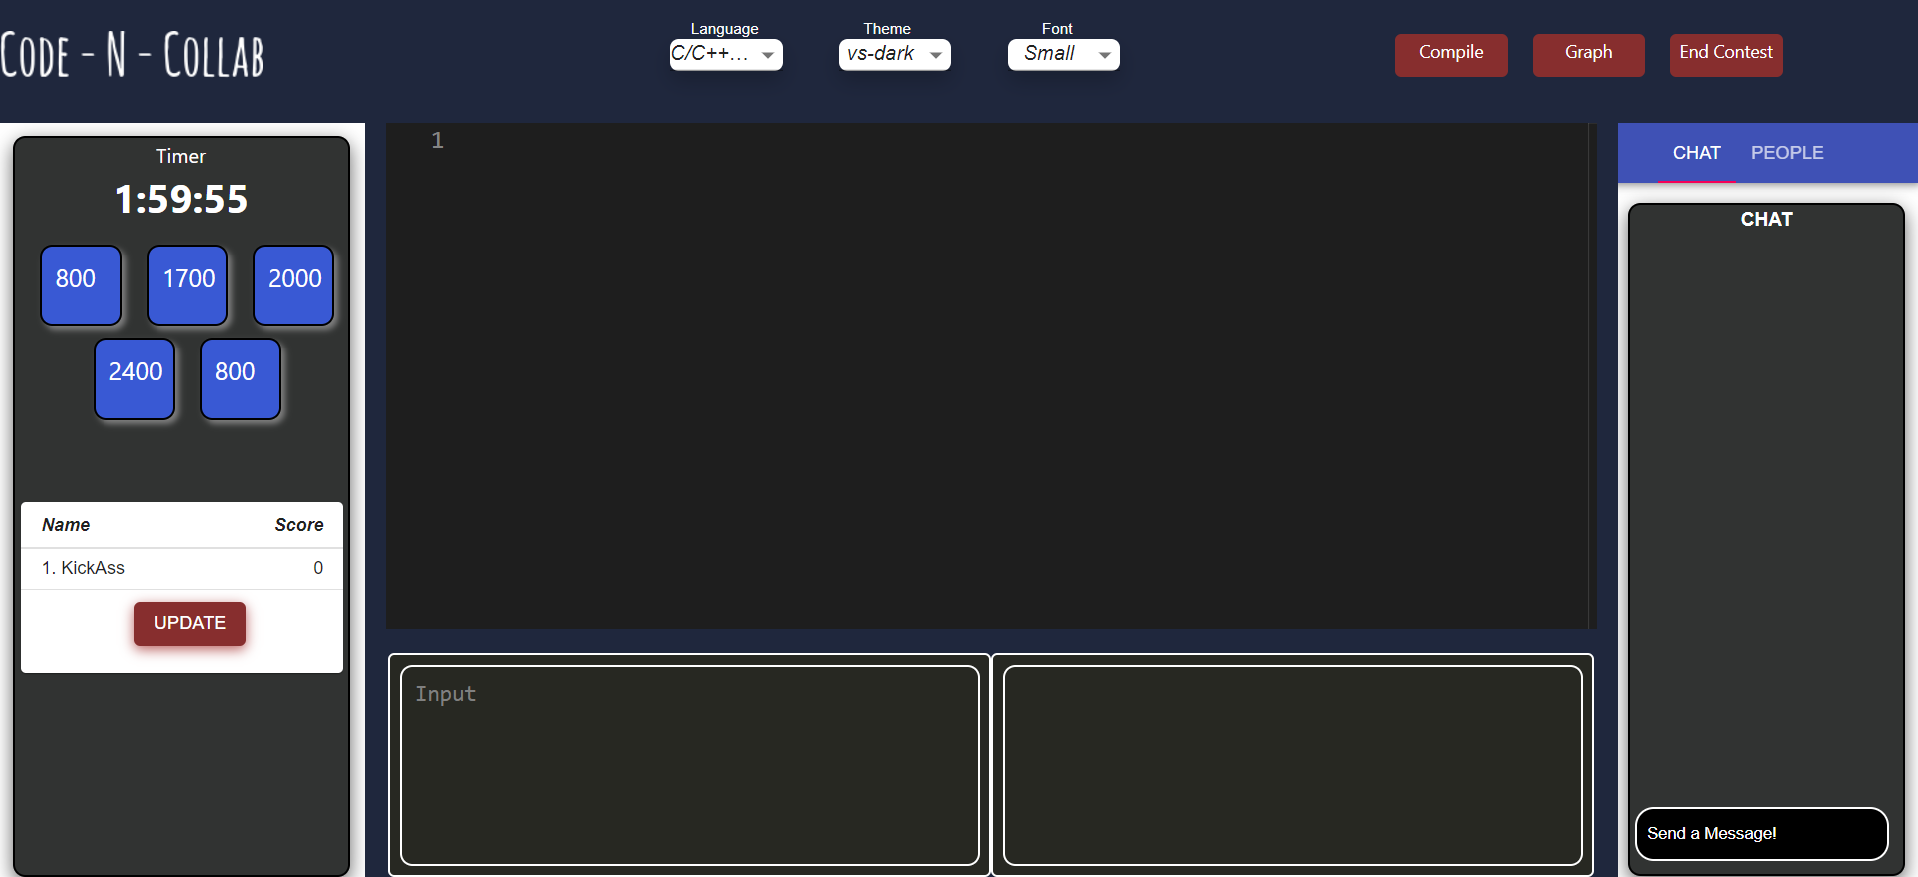 Code - N - Collab
Language
C/C++...
Theme
vs-dark
Font
Small
Compile
Graph
End Contest
Timer
1:59:55
800
1700
2000
2400
800
Name Score
1. KickAss 0
UPDATE
1
Input
CHAT PEOPLE
CHAT
Send a Message!